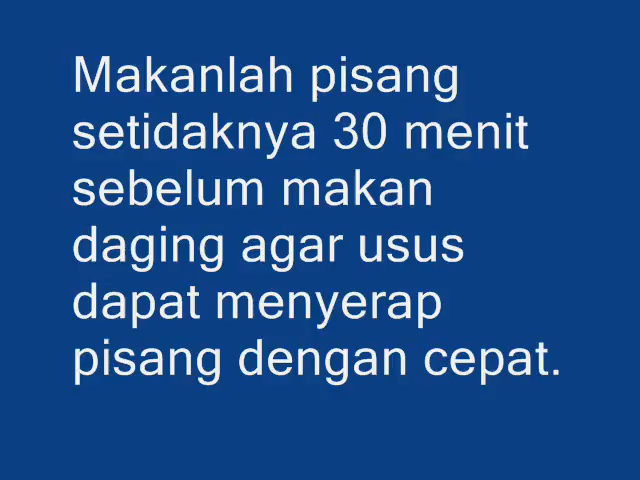 Makanlah pisang
setidaknya 30 menit
sebelum makan
daging agar usus
dapat menyerap
pisang dengan cepat.